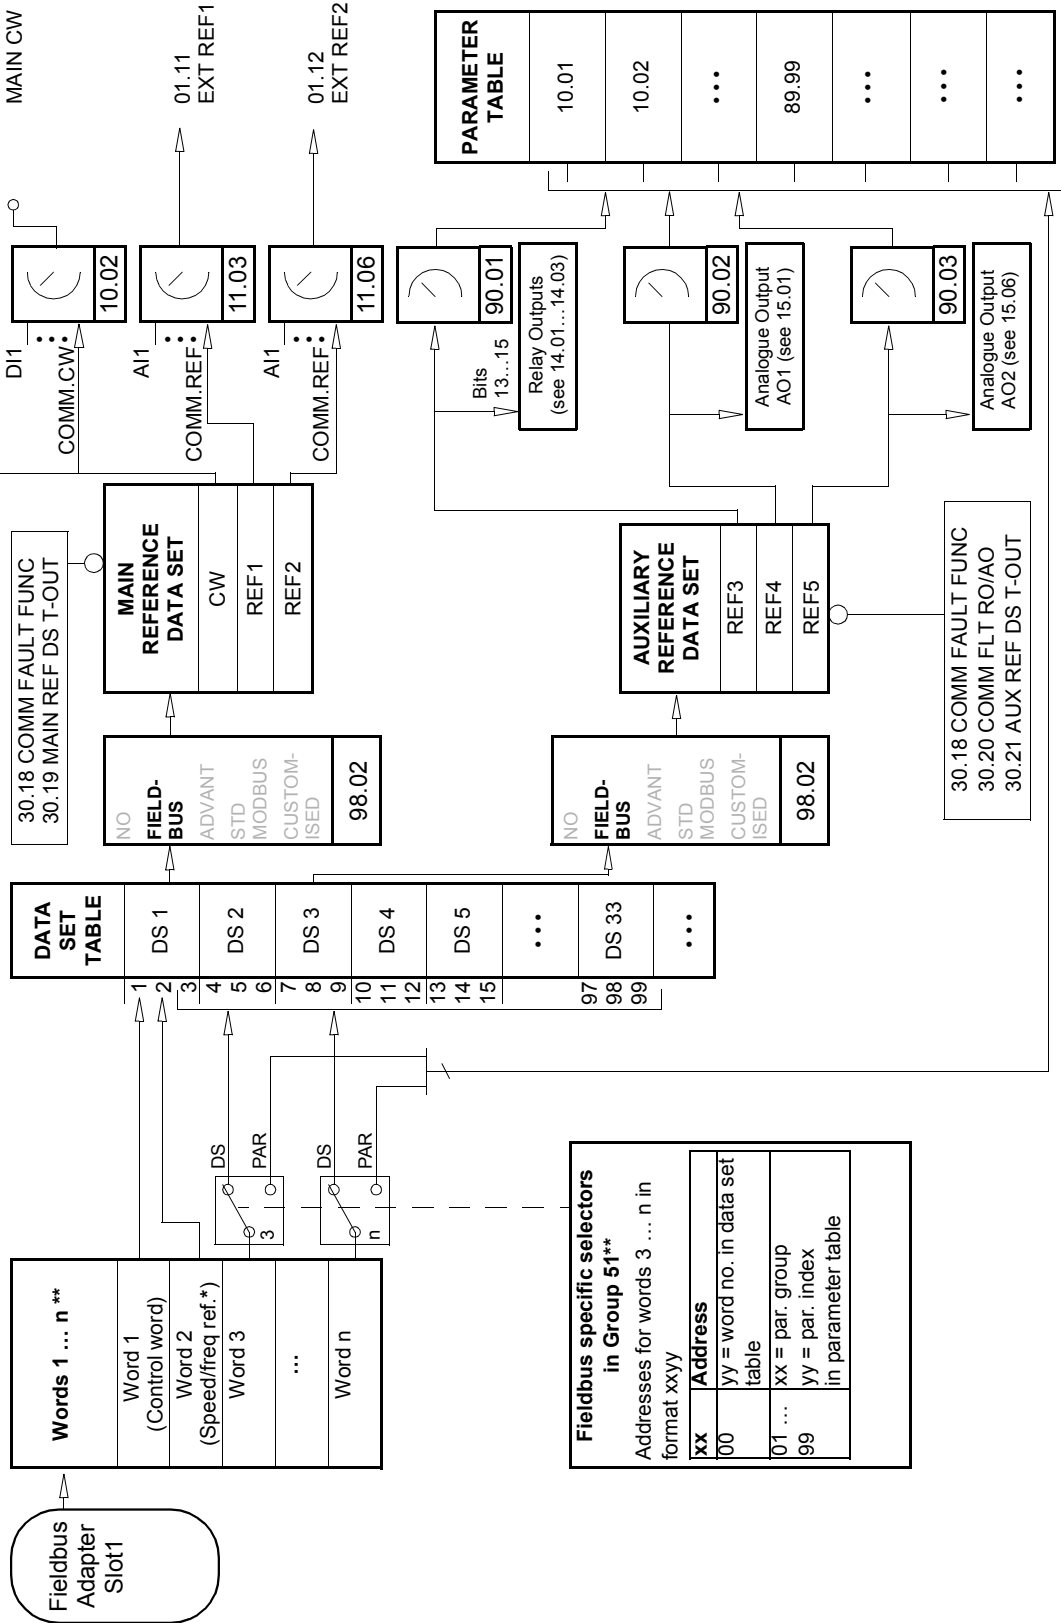 Fieldbus
Adapter
Slot1
Words 1 … n **
Word 1
(Control word)
Word 2
(Speed/freq ref.*)
Word 3
...
Word n
3
DS
PAR
n
DS
PAR
Fieldbus specific selectors
in Group 51**
Addresses for words 3 … n in
format xxyy
xx Address
00 yy = word no. in data set
table
01 … xx = par. group
99 yy = par. index
in parameter table
DATA
SET
TABLE
1
2
3
DS 1
4
5
6
DS 2
7
8
9
DS 3
10
11
12
DS 4
13
14
15
DS 5
•••
97
98
99
DS 33
•••
NO
FIELD-
BUS
ADVANT
STD
MODBUS
CUSTOM-
ISED
98.02
NO
FIELD-
BUS
ADVANT
STD
MODBUS
CUSTOM-
ISED
98.02
30.18 COMM FAULT FUNC
30.19 MAIN REF DS T-OUT
MAIN
REFERENCE
DATA SET
CW
REF1
REF2
AUXILIARY
REFERENCE
DATA SET
REF3
REF4
REF5
30.18 COMM FAULT FUNC
30.20 COMM FLT RO/AO
30.21 AUX REF DS T-OUT
DI1
•••
COMM.CW
10.02
MAIN CW
AI1
•••
COMM.REF
11.03
01.11
EXT REF1
AI1
•••
COMM.REF
11.06
01.12
EXT REF2
90.01
Bits
13...15
Relay Outputs
(see 14.01...14.03)
90.02
Analogue Output
AO1 (see 15.01)
90.03
Analogue Output
AO2 (see 15.06)
PARAMETER
TABLE
10.01
10.02
•••
89.99
•••
•••
•••